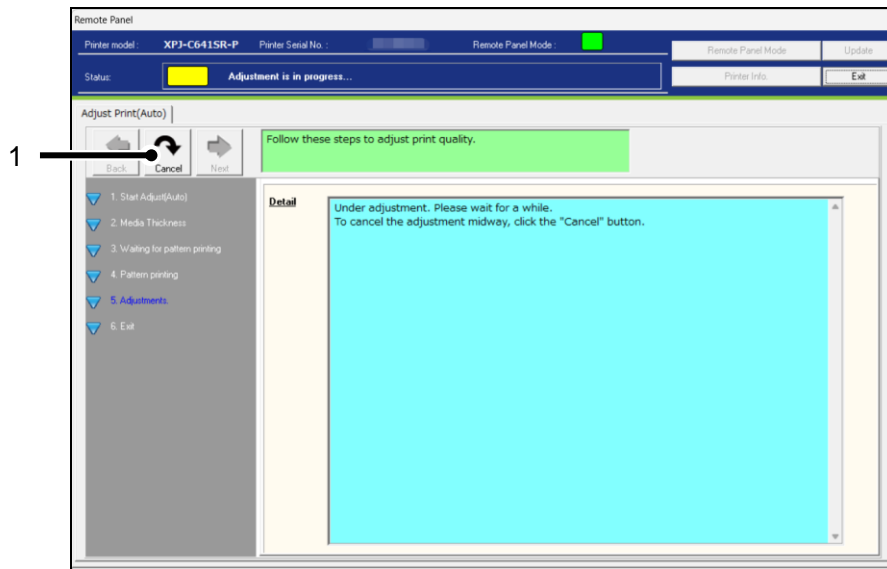 Remote Panel
Printer model : XPJ-C641SR-P Printer Serial No. : Remote Panel Mode : Remote Panel Mode Update
Status: Adjustment is in progress... Printer Info. Exit
Adjust Print(Auto)
1
Back Cancel Next
Follow these steps to adjust print quality.
1. Start Adjust(Auto)
2. Media Thickness
3. Waiting for pattern printing
4. Pattern printing
5. Adjustments.
6. Exit
Detail
Under adjustment. Please wait for a while.
To cancel the adjustment midway, click the "Cancel" button.